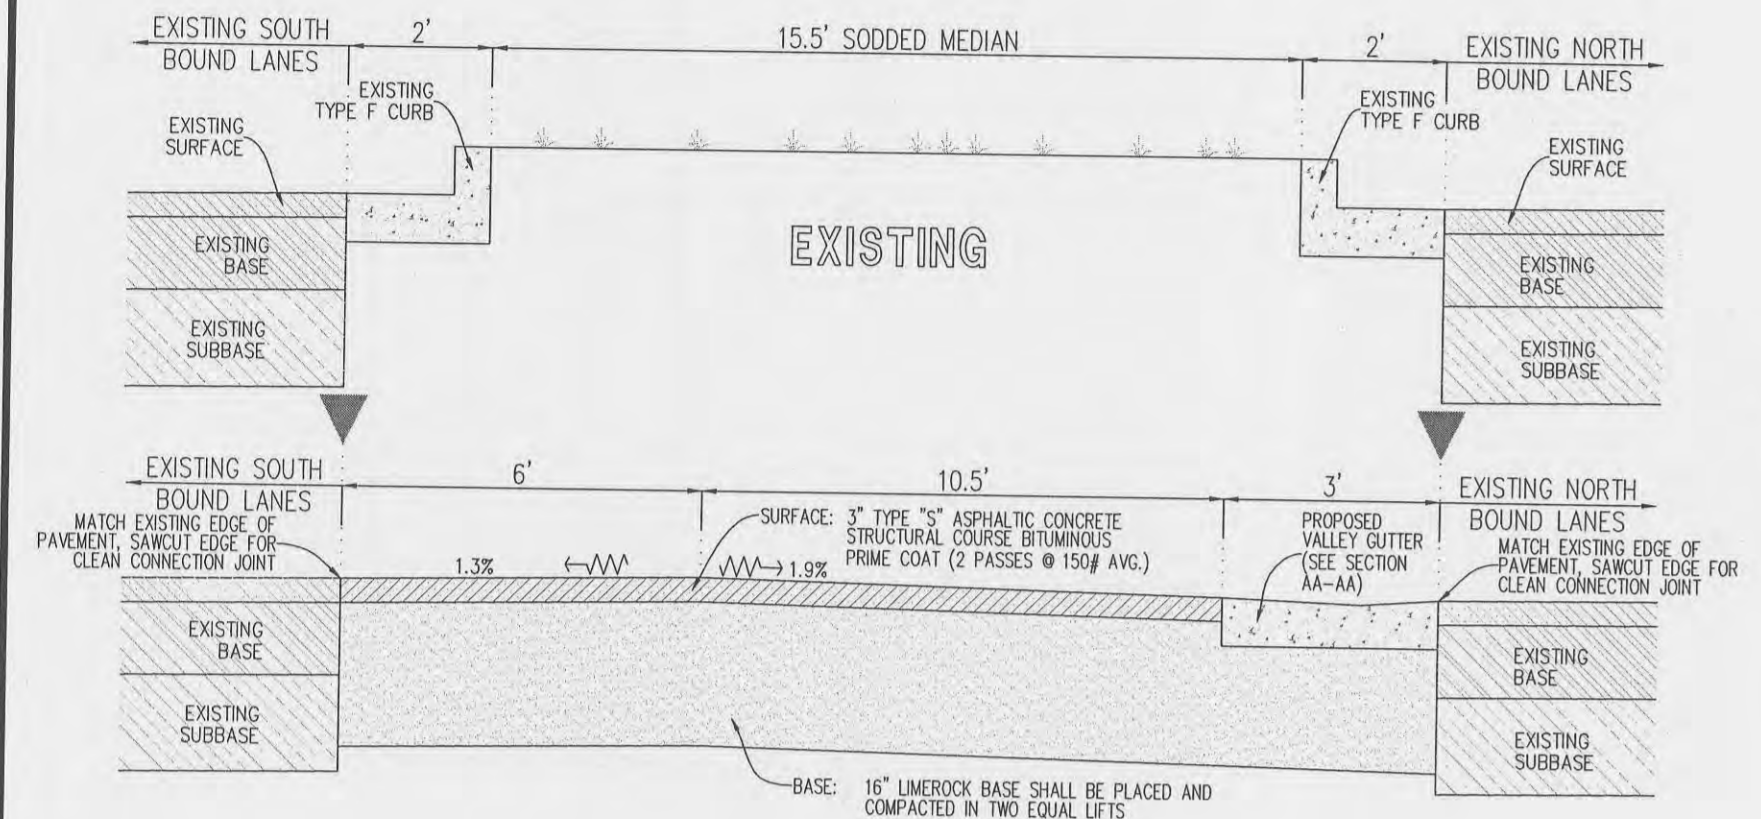 EXISTING SOUTH
BOUND LANES
2'
15.5' SODDED MEDIAN
2'
EXISTING NORTH
BOUND LANES
EXISTING
TYPE F CURB
EXISTING
SURFACE
EXISTING
TYPE F CURB
EXISTING
SURFACE
EXISTING
BASE
EXISTING
EXISTING
BASE
EXISTING
SUBBASE
EXISTING
SUBBASE
EXISTING SOUTH
BOUND LANES
6'
10.5'
3'
EXISTING NORTH
BOUND LANES
MATCH EXISTING EDGE OF
PAVEMENT, SAWCUT EDGE FOR
CLEAN CONNECTION JOINT
1.3%
1.9%
SURFACE: 3" TYPE "S" ASPHALTIC CONCRETE
STRUCTURAL COURSE BITUMINOUS
PRIME COAT (2 PASSES @ 150# AVG.)
PROPOSED
VALLEY GUTTER
(SEE SECTION
AA-AA)
MATCH EXISTING EDGE OF
PAVEMENT, SAWCUT EDGE FOR
CLEAN CONNECTION JOINT
EXISTING
BASE
EXISTING
BASE
EXISTING
SUBBASE
EXISTING
SUBBASE
BASE: 16" LIMEROCK BASE SHALL BE PLACED AND
COMPACTED IN TWO EQUAL LIFTS